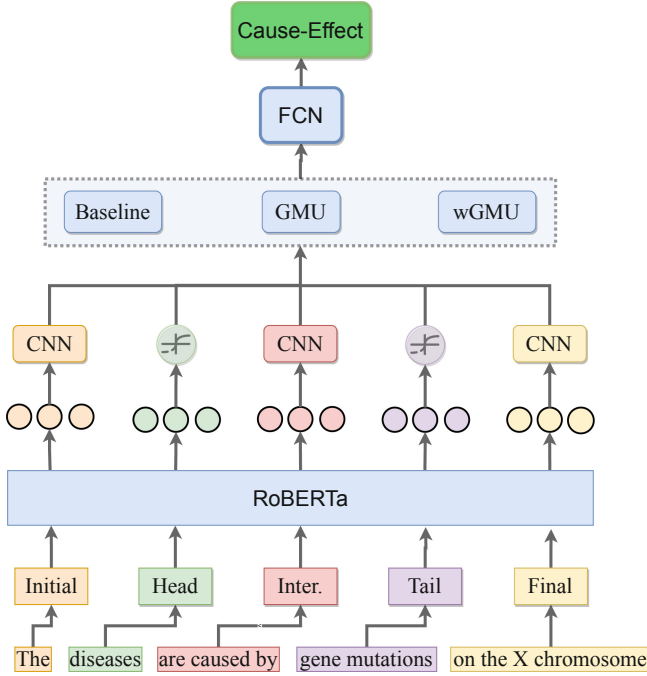 Cause-Effect
FCN
Baseline GMU wGMU
CNN CNN CNN
RoBERTa
Initial Head Inter. Tail Final
The diseases are caused by gene mutations on the X chromosome